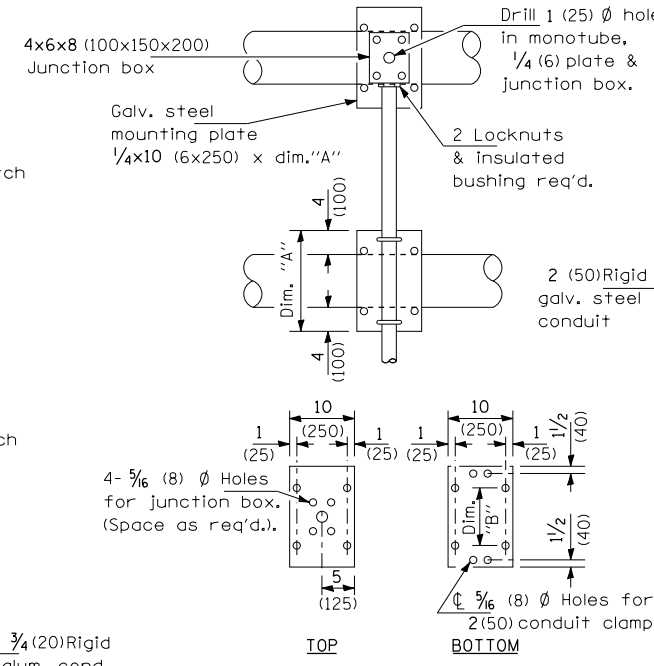 Drill 1 (25) Ø hole
in monotube,
1/4 (6) plate &
junction box.
4x6x8 (100x150x200)
Junction box
Galv. steel
mounting plate
1/4x10 (6x250) x dim."A"
2 Locknuts
& insulated
bushing req'd.
4
(100)
Dim. "A"
4
(100)
2 (50)Rigid
galv. steel
conduit
10
(250)
1
(25)
1
(25)
4- 5/16 (8) Ø Holes
for junction box.
(Space as req'd.).
5
(125)
TOP
10
(250)
1
(25)
1
(25)
1 1/2
(40)
Dim.
"B"
1 1/2
(40)
℄ 5/16 (8) Ø Holes for
2(50)conduit clamp
BOTTOM
3/4(20)Rigid
alum. cond